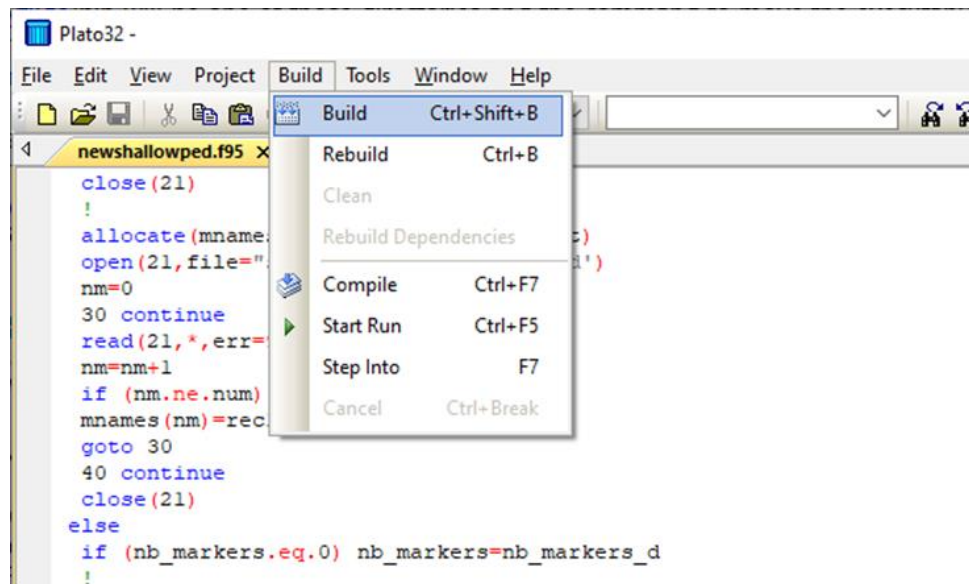 Plato32 -
File Edit View Project Build Tools Window Help
Build Ctrl+Shift+B
newshallowped.f95
Rebuild Ctrl+B
close(21)
Clean
!
allocate(mname
Rebuild Dependencies
)
open(21,file="
')
nm=0
Compile Ctrl+F7
30 continue
Start Run Ctrl+F5
read(21,*,err=
nm=nm+1
Step Into F7
if (nm.ne.num)
Cancel Ctrl+Break
mnames(nm)=rec
goto 30
40 continue
close(21)
else
if (nb_markers.eq.0) nb_markers=nb_markers_d
!